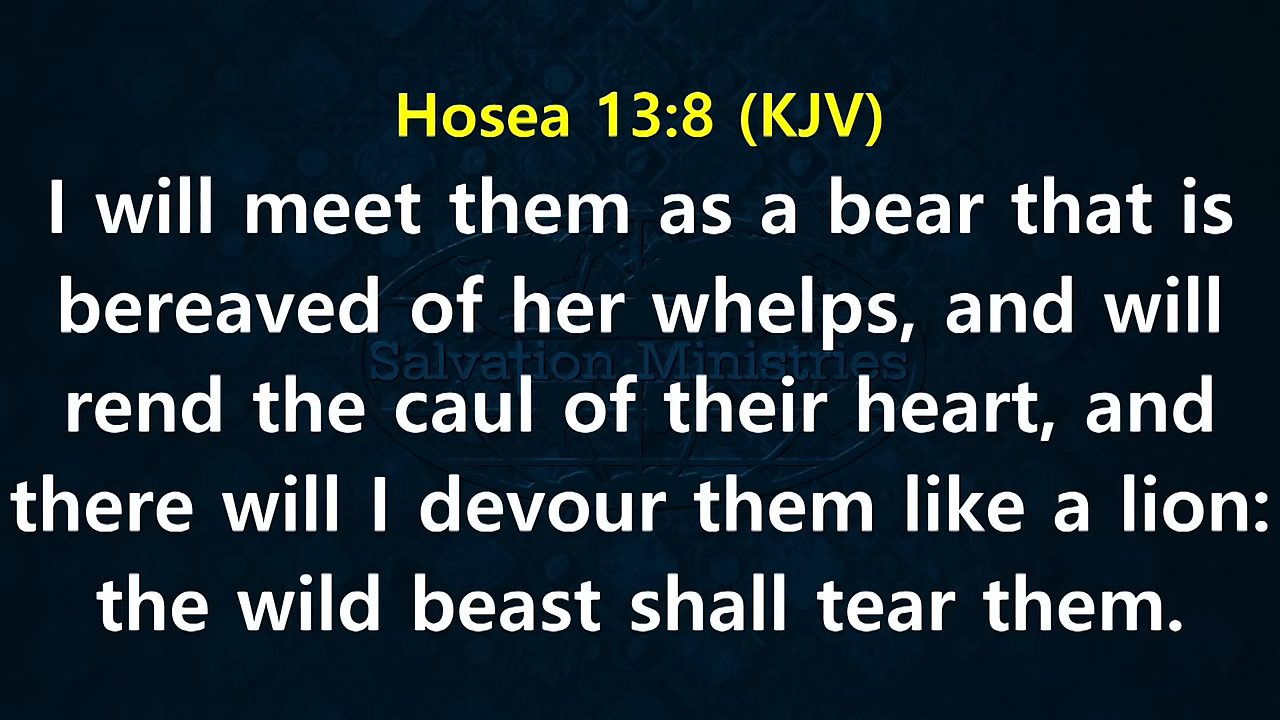 Hosea 13:8 (KJV)
I will meet them as a bear that is
bereaved of her whelps, and will
Salvation Ministries
rend the caul of their heart, and
there will I devour them like a lion:
the wild beast shall tear them.